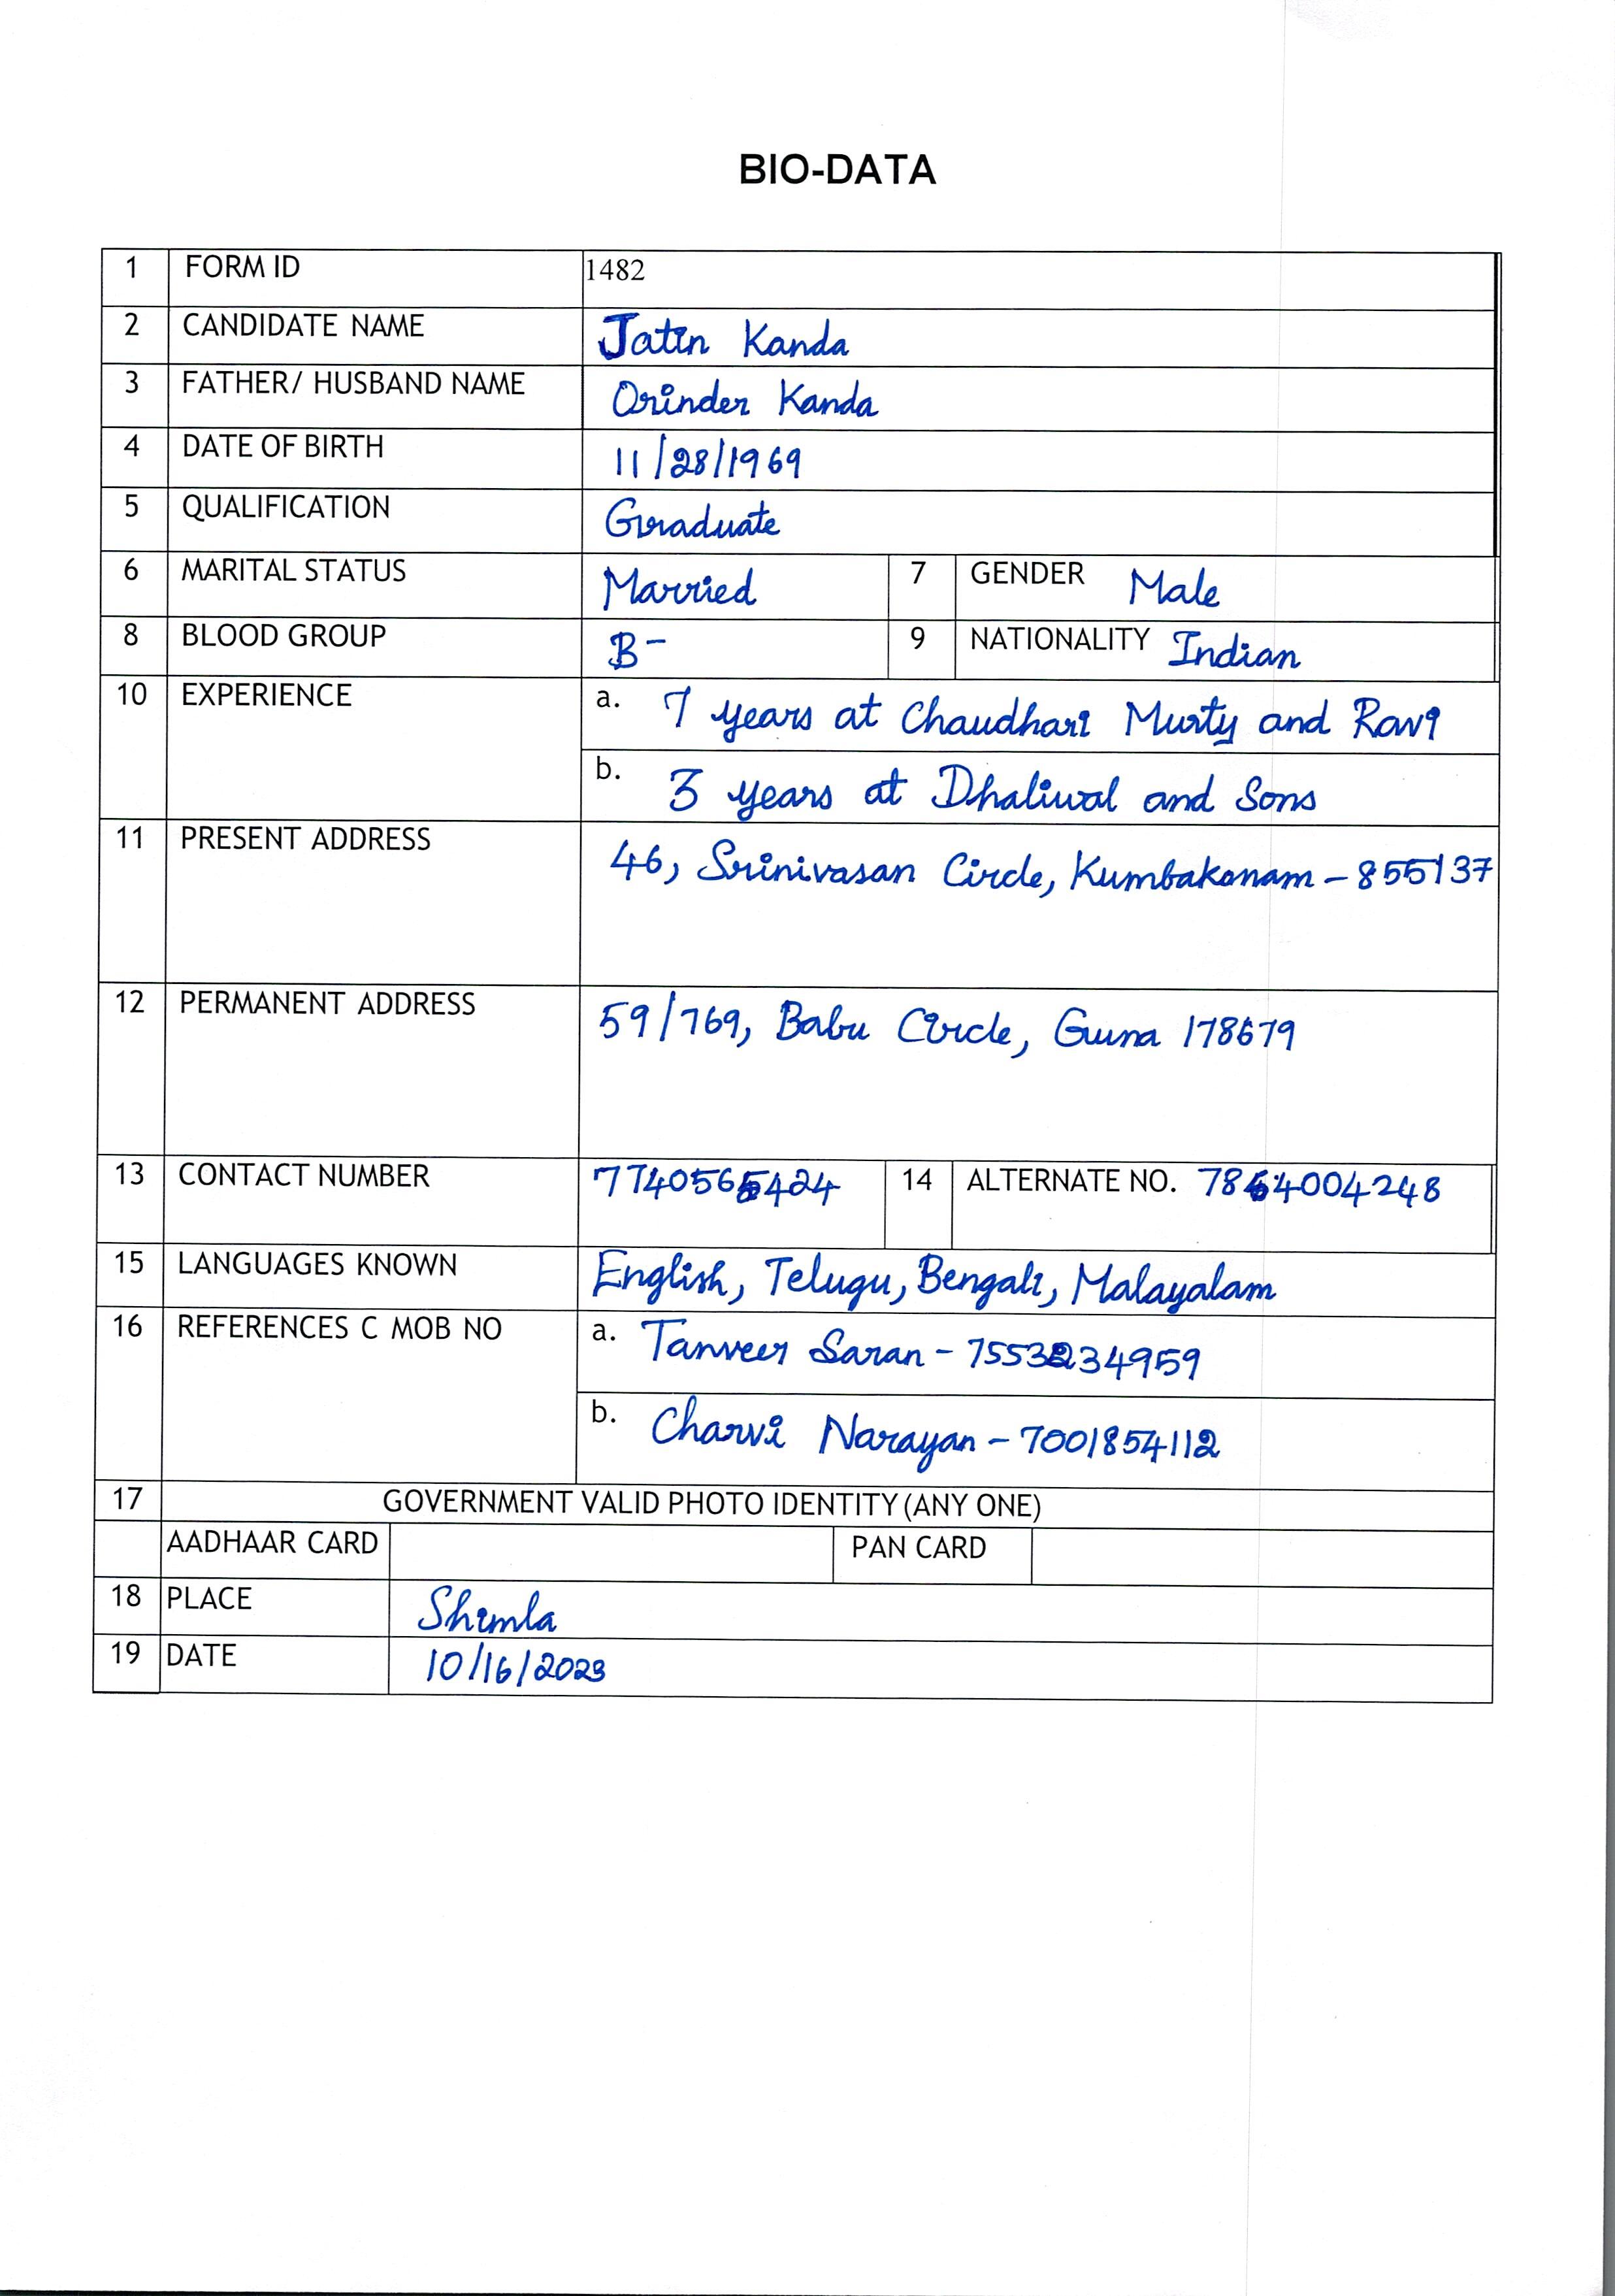 BIO-DATA
1 FORM ID 1482
2 CANDIDATE NAME Jatin Kanda
3 FATHER/ HUSBAND NAME Orinder Kanda
4 DATE OF BIRTH 11/28/1969
5 QUALIFICATION Graduate
6 MARITAL STATUS Married 7 GENDER Male
8 BLOOD GROUP B- 9 NATIONALITY Indian
10 EXPERIENCE a. 7 years at Chaudhari Murty and Ravi
b. 3 years at Dhaliwal and Sons
11 PRESENT ADDRESS 46, Srinivasan Circle, Kumbakonam - 855137
12 PERMANENT ADDRESS 59/769, Babu Circle, Guna 178679
13 CONTACT NUMBER 14 ALTERNATE NO.
15 LANGUAGES KNOWN English, Telugu, Bengali, Malayalam
16 REFERENCES C MOB NO a. Tanveer Saran -
b. Charvi Narayan - 7001854112
17 GOVERNMENT VALID PHOTO IDENTITY (ANY ONE)
AADHAAR CARD PAN CARD
18 PLACE Shimla
19 DATE 10/16/2023